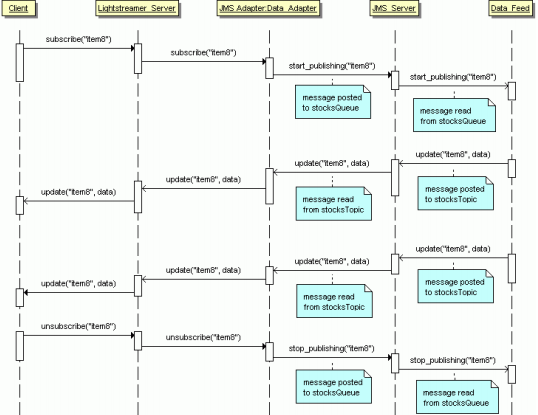 Client
Lightstreamer_Server
JMS Adapter:Data_Adapter
JMS_Server
Data_Feed
subscribe("item8")
subscribe("item8")
start_publishing("item8")
start_publishing("item8")
message posted
to stocksQueue
message read
from stocksQueue
update("item8", data)
update("item8", data)
update("item8", data)
update("item8", data)
message posted
to stocksTopic
message read
from stocksTopic
update("item8", data)
update("item8", data)
update("item8", data)
update("item8", data)
message posted
to stocksTopic
message read
from stocksTopic
unsubscribe("item8")
unsubscribe("item8")
stop_publishing("item8")
stop_publishing("item8")
message posted
to stocksQueue
message read
from stocksQueue